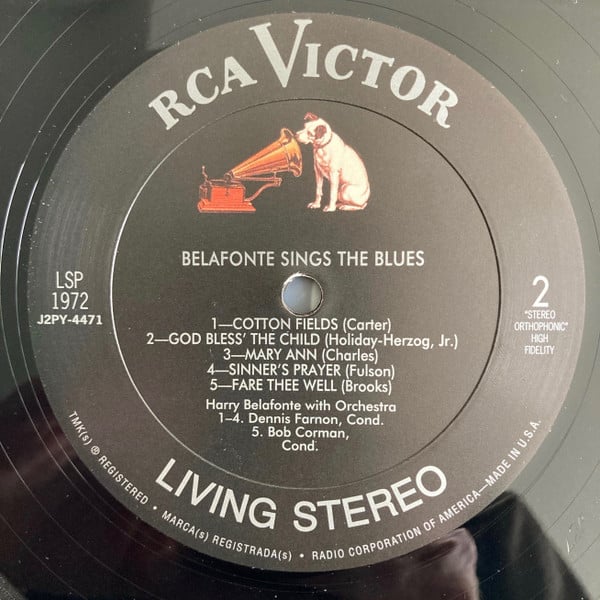 RCA VICTOR
BELAFONTE SINGS THE BLUES
LSP
1972
J2PY-4471
2
"STEREO
ORTHOPHONIC"
HIGH
FIDELITY
1—COTTON FIELDS (Carter)
2—GOD BLESS' THE CHILD (Holiday-Herzog, Jr.)
3—MARY ANN (Charles)
4—SINNER'S PRAYER (Fulson)
5—FARE THEE WELL (Brooks)
Harry Belafonte with Orchestra
1–4. Dennis Farnon, Cond.
5. Bob Corman,
Cond.
LIVING STEREO
TMK(s) ® REGISTERED • MARCA(s) REGISTRADA(s) • RADIO CORPORATION OF AMERICA—MADE IN U.S.A.